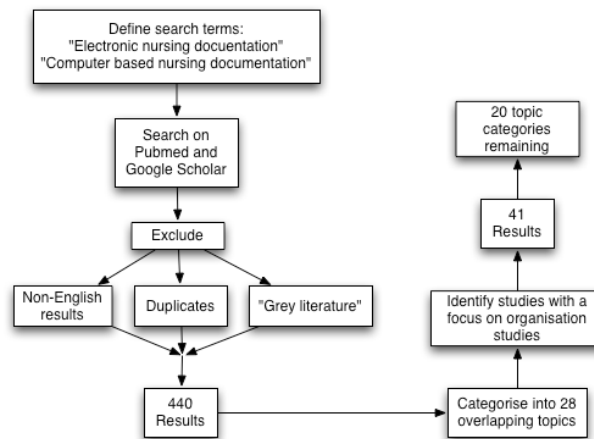 Define search terms:
"Electronic nursing docuentation"
"Computer based nursing documentation"
Search on
Pubmed and
Google Scholar
Exclude
Non-English
results
Duplicates
"Grey literature"
440
Results
Categorise into 28
overlapping topics
Identify studies with a
focus on organisation
studies
41
Results
20 topic
categories
remaining